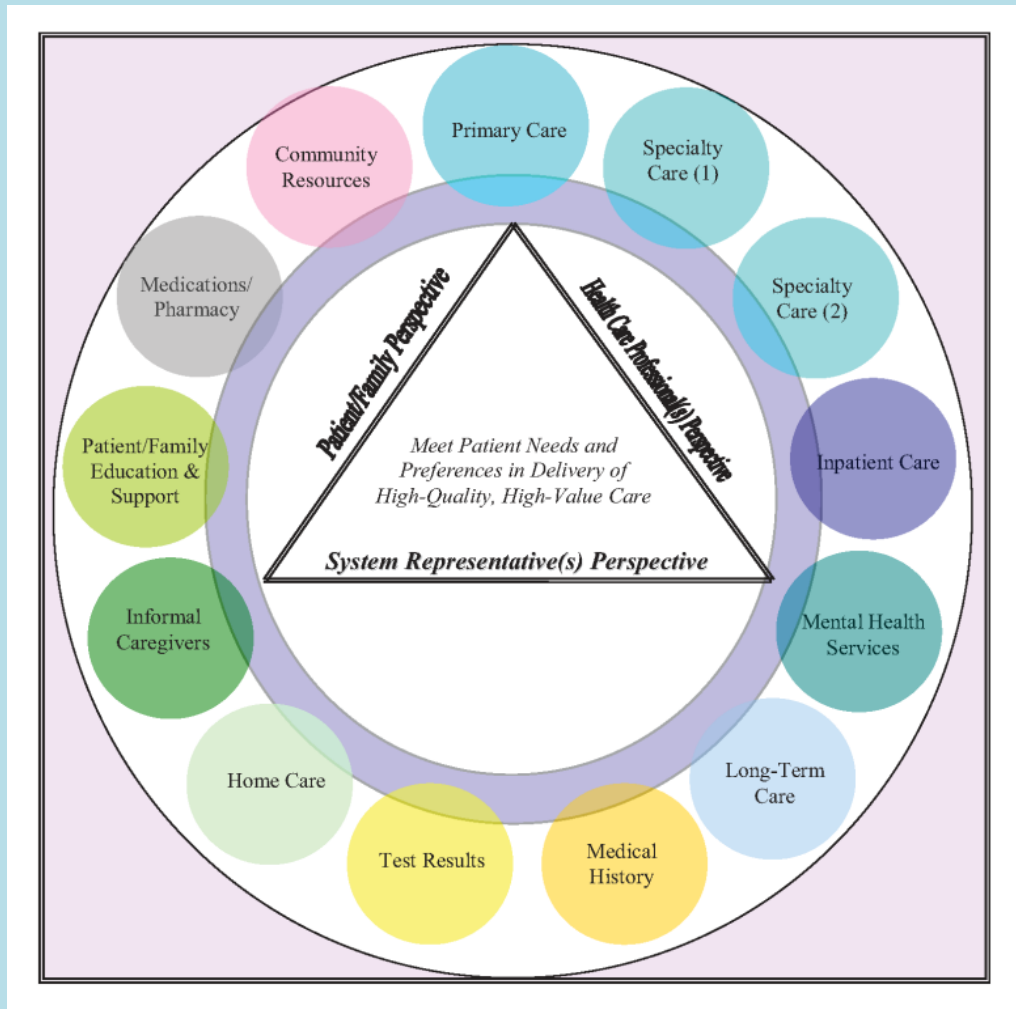 Primary Care
Specialty
Care (1)
Specialty
Care (2)
Inpatient Care
Mental Health
Services
Long-Term
Care
Medical
History
Test Results
Home Care
Informal
Caregivers
Patient/Family
Education &
Support
Medications/
Pharmacy
Community
Resources
Patient/Family Perspective
Health Care Professional(s) Perspective
Meet Patient Needs and
Preferences in Delivery of
High-Quality, High-Value Care
System Representative(s) Perspective